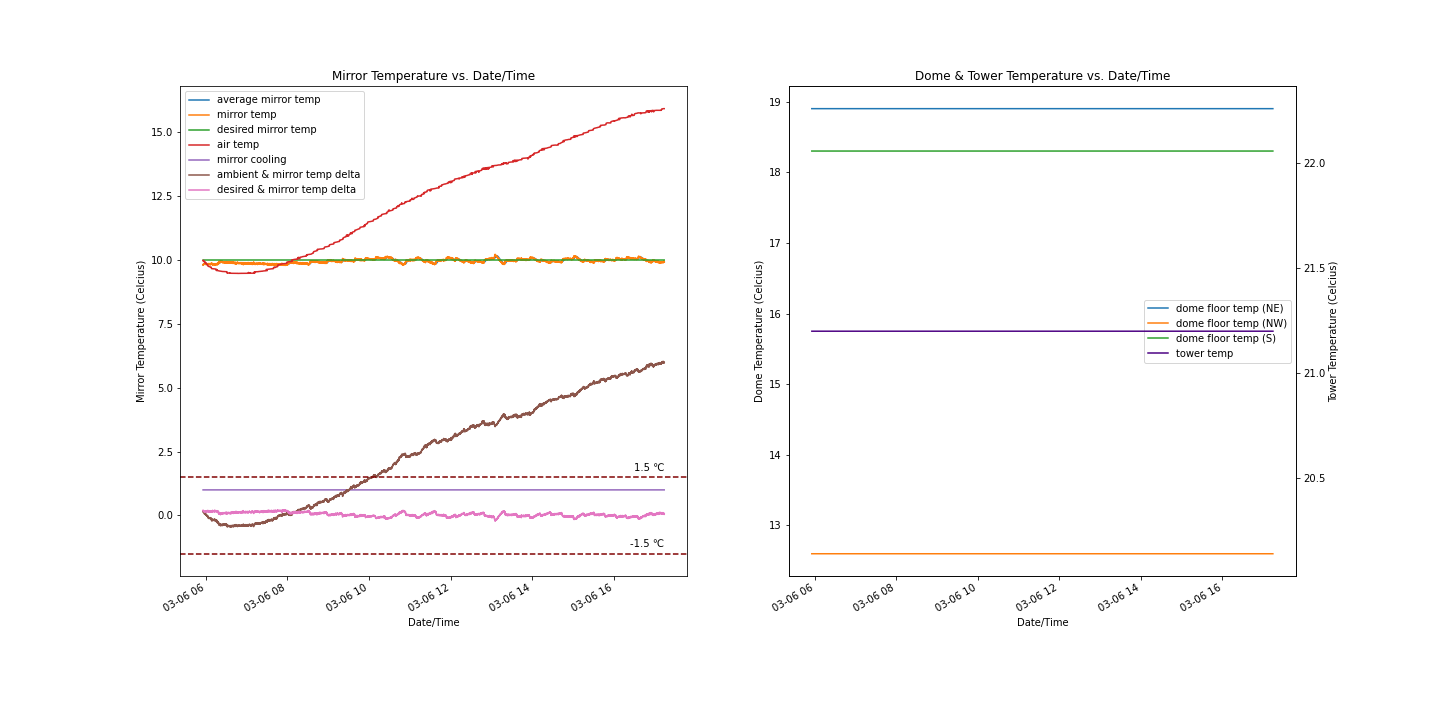 Mirror Temperature vs. Date/Time
average mirror temp
mirror temp
desired mirror temp
air temp
mirror cooling
ambient & mirror temp delta
desired & mirror temp delta
15.0
12.5
10.0
7.5
5.0
2.5
0.0
Mirror Temperature (Celcius)
1.5 °C
-1.5 °C
03-06 06
03-06 08
03-06 10
03-06 12
03-06 14
03-06 16
Date/Time
Dome & Tower Temperature vs. Date/Time
19
18
17
16
15
14
13
Dome Temperature (Celcius)
dome floor temp (NE)
dome floor temp (NW)
dome floor temp (S)
tower temp
22.0
21.5
21.0
20.5
Tower Temperature (Celcius)
03-06 06
03-06 08
03-06 10
03-06 12
03-06 14
03-06 16
Date/Time